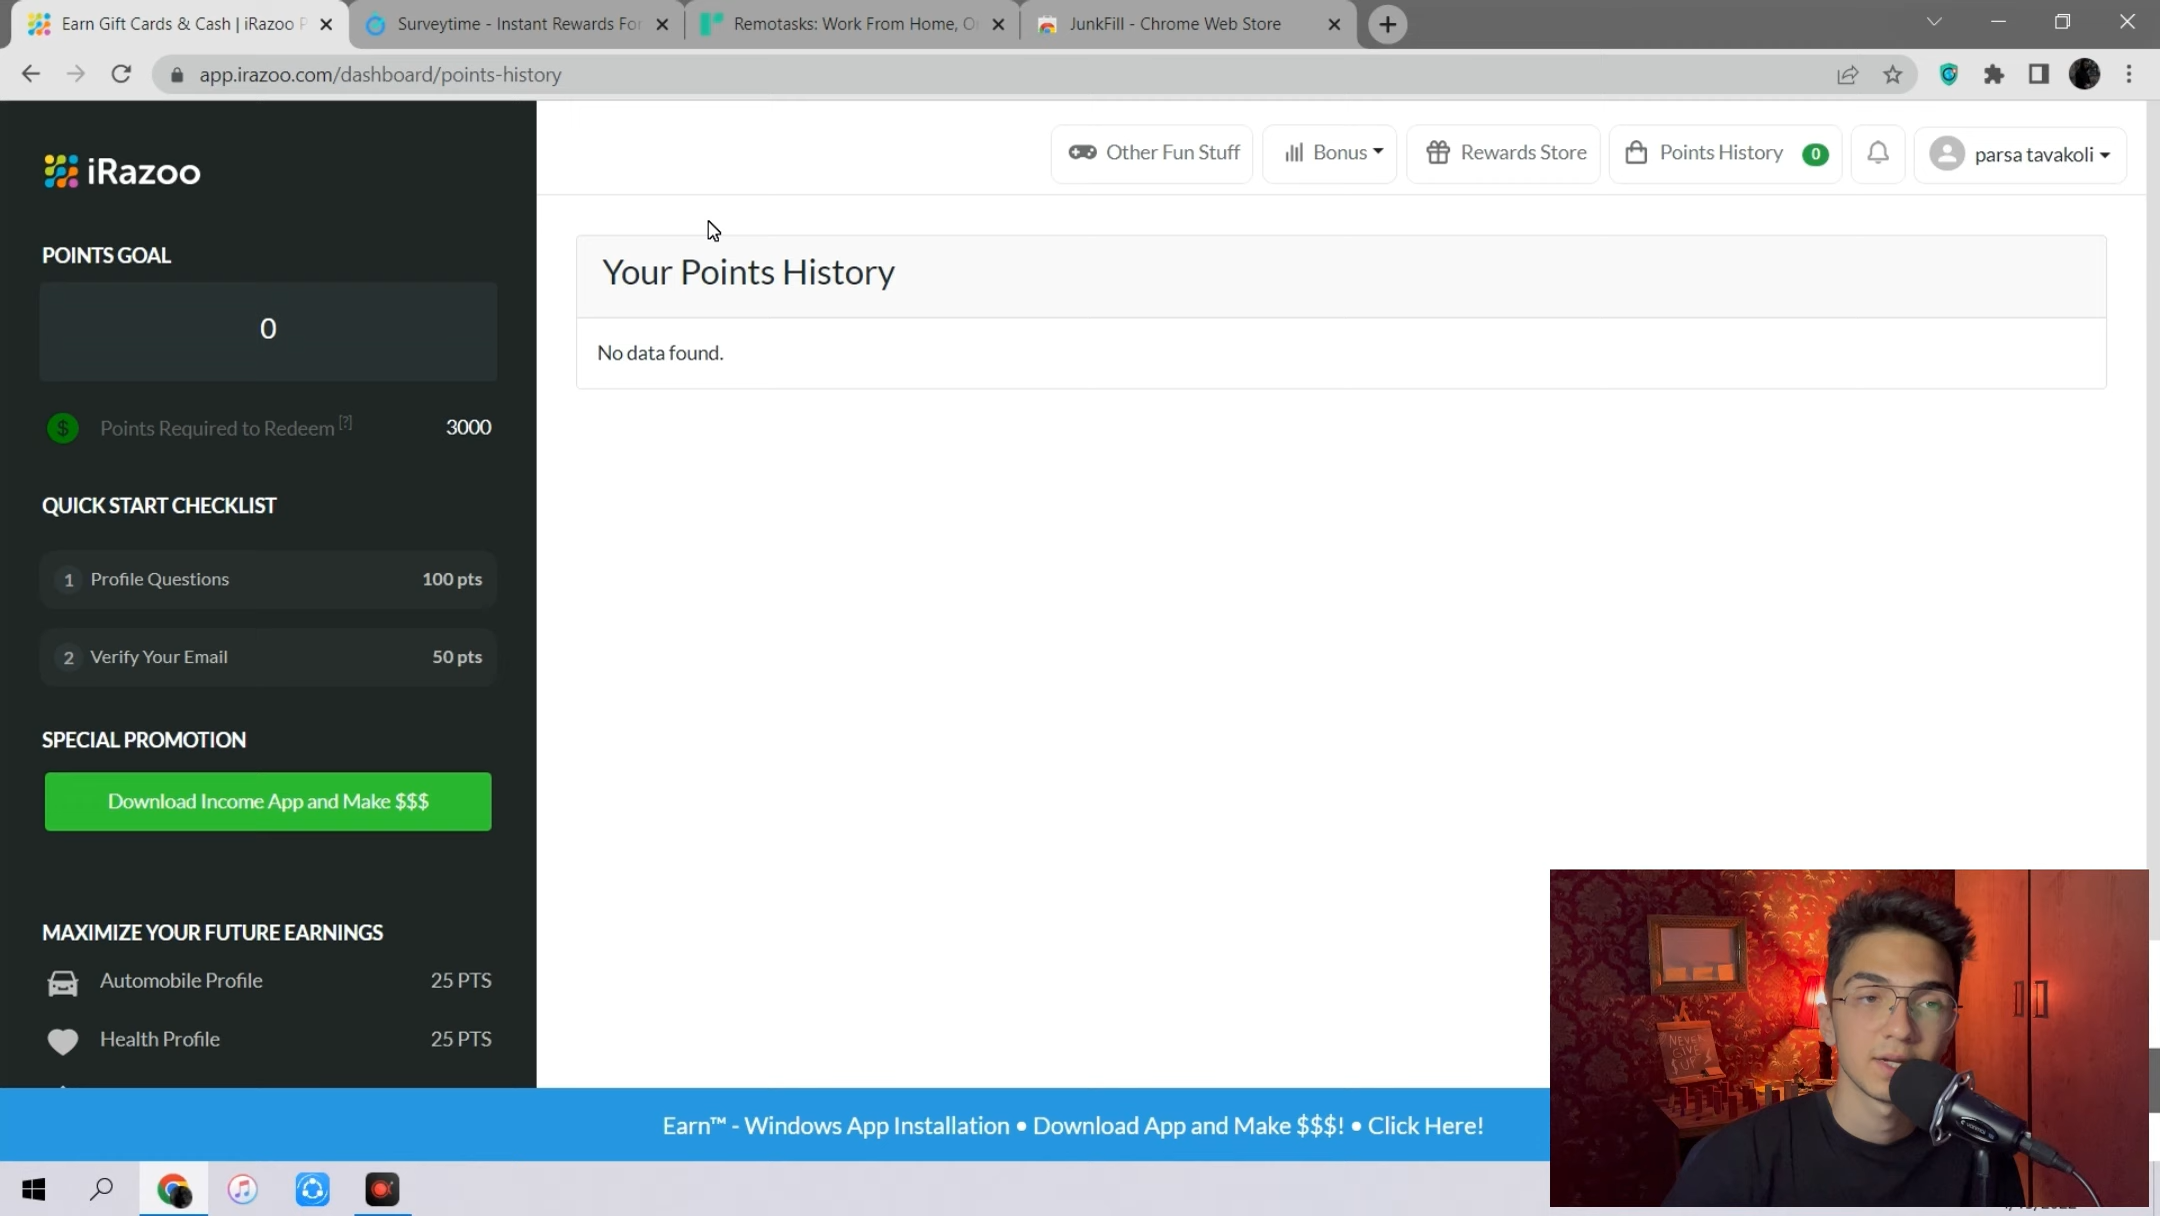 Earn Gift Cards & Cash | iRazoo P
Surveytime - Instant Rewards For
Remotasks: Work From Home, O
JunkFill - Chrome Web Store
app.irazoo.com/dashboard/points-history
iRazoo
Other Fun Stuff
Bonus
Rewards Store
Points History 0
parsa tavakoli
POINTS GOAL
0
$ Points Required to Redeem [?] 3000
QUICK START CHECKLIST
1 Profile Questions 100 pts
2 Verify Your Email 50 pts
SPECIAL PROMOTION
Download Income App and Make $$$
MAXIMIZE YOUR FUTURE EARNINGS
Automobile Profile 25 PTS
Health Profile 25 PTS
Your Points History
No data found.
NEVER
GIVE
UP
Earn™ - Windows App Installation • Download App and Make $$$! • Click Here!